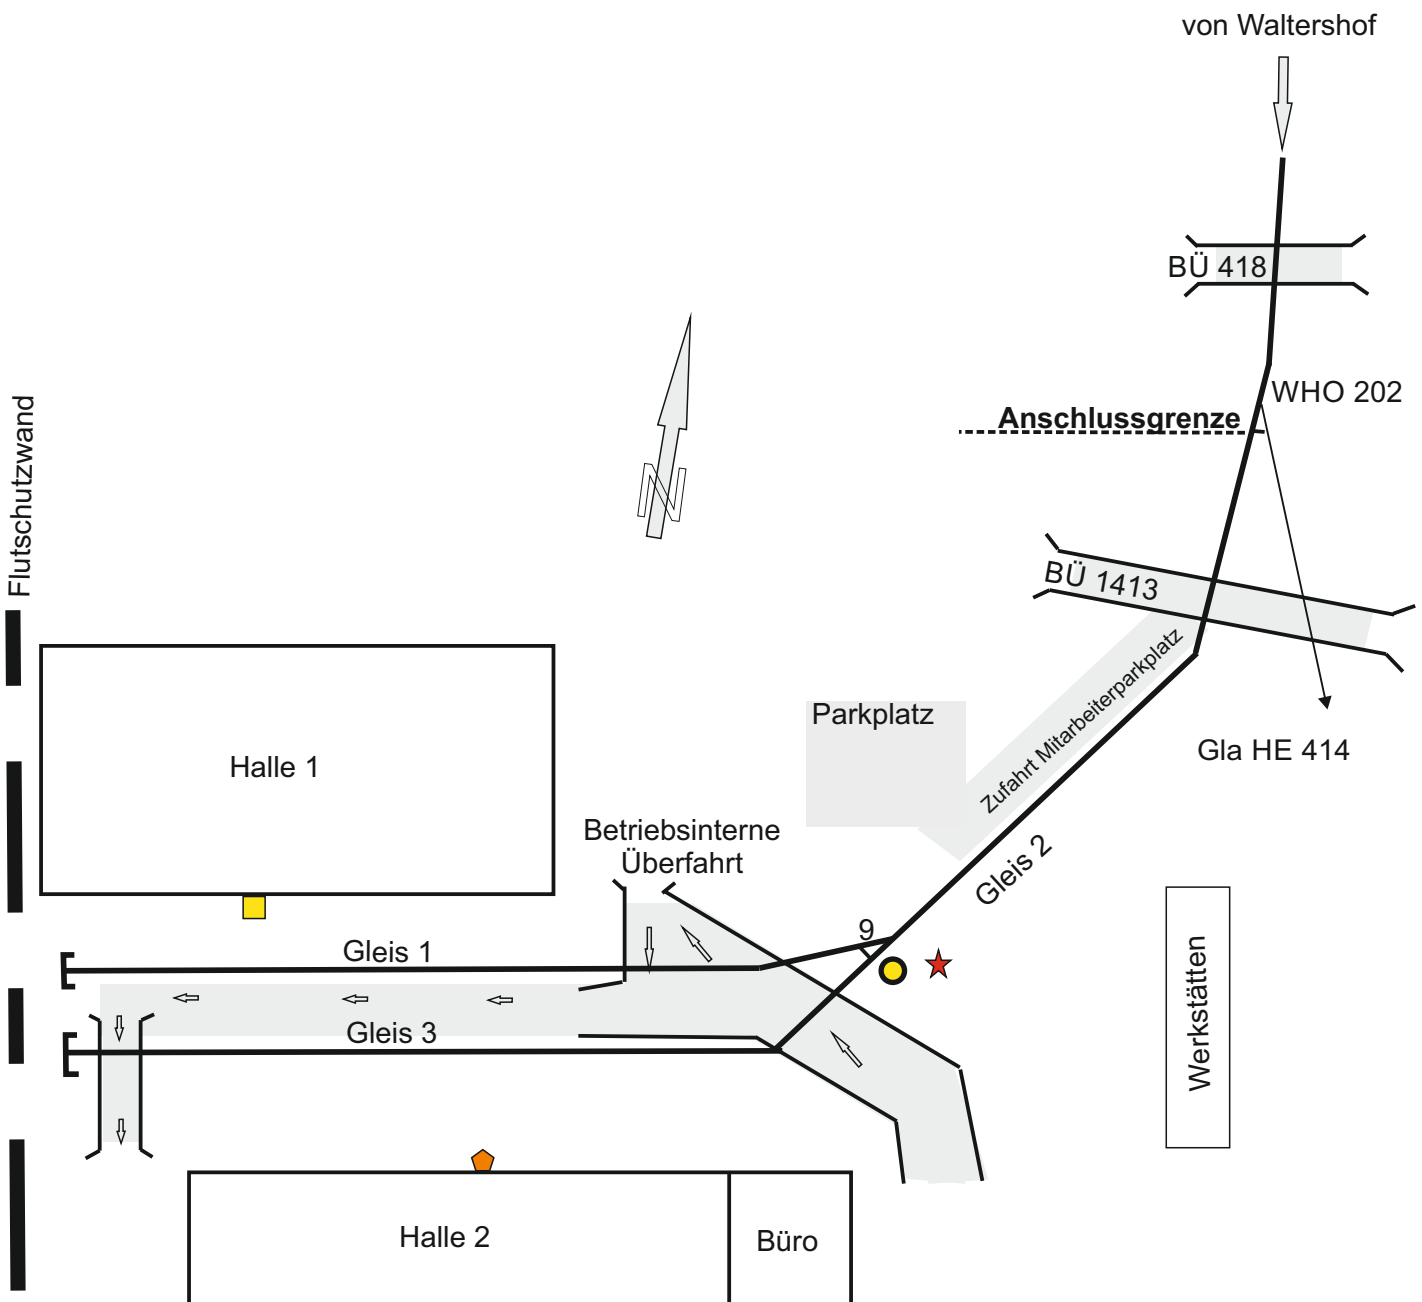 von Waltershof
BÜ 418
WHO 202
Anschlussgrenze
Flutschutzwand
N
BÜ 1413
Zufahrt Mitarbeiterparkplatz
Parkplatz
Gla HE 414
Halle 1
Betriebsinterne
Überfahrt
Gleis 2
9
Gleis 1
Gleis 3
Werkstätten
Halle 2
Büro